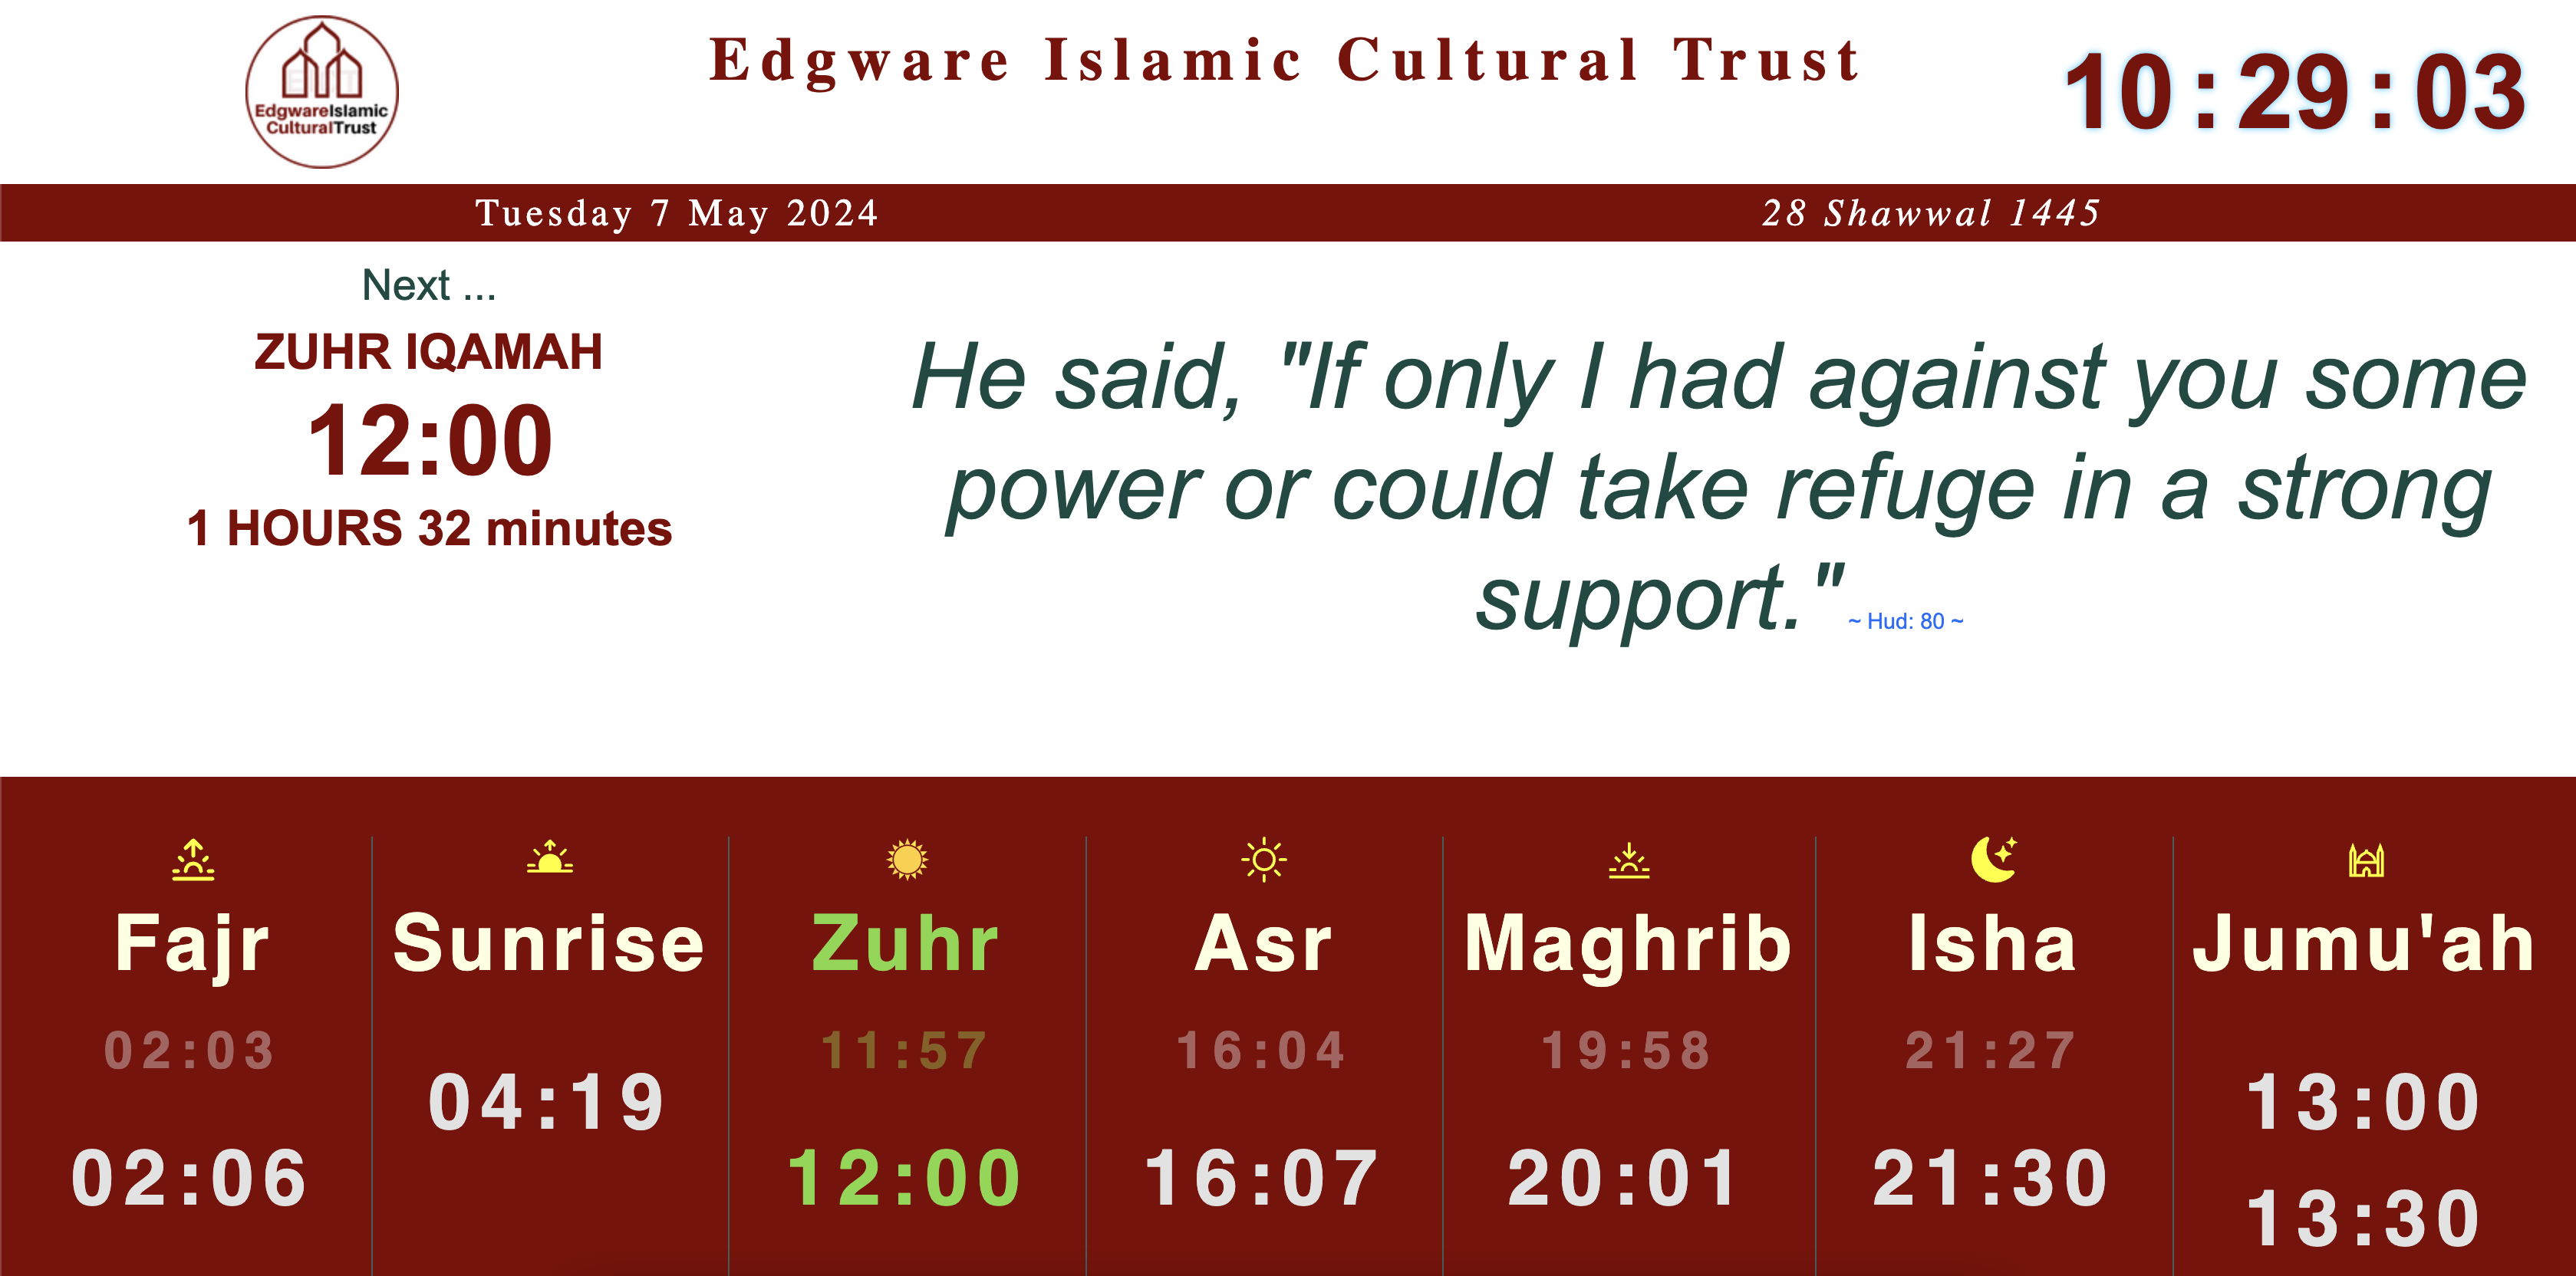 EdgwareIslamic
CulturalTrust
Edgware Islamic Cultural Trust
10:29:03
Tuesday 7 May 2024
28 Shawwal 1445
Next ...
ZUHR IQAMAH
12:00
1 HOURS 32 minutes
He said, "If only I had against you some
power or could take refuge in a strong
support." ~ Hud: 80 ~
Fajr
02:03
02:06
Sunrise
04:19
Zuhr
11:57
12:00
Asr
16:04
16:07
Maghrib
19:58
20:01
Isha
21:27
21:30
Jumu'ah
13:00
13:30